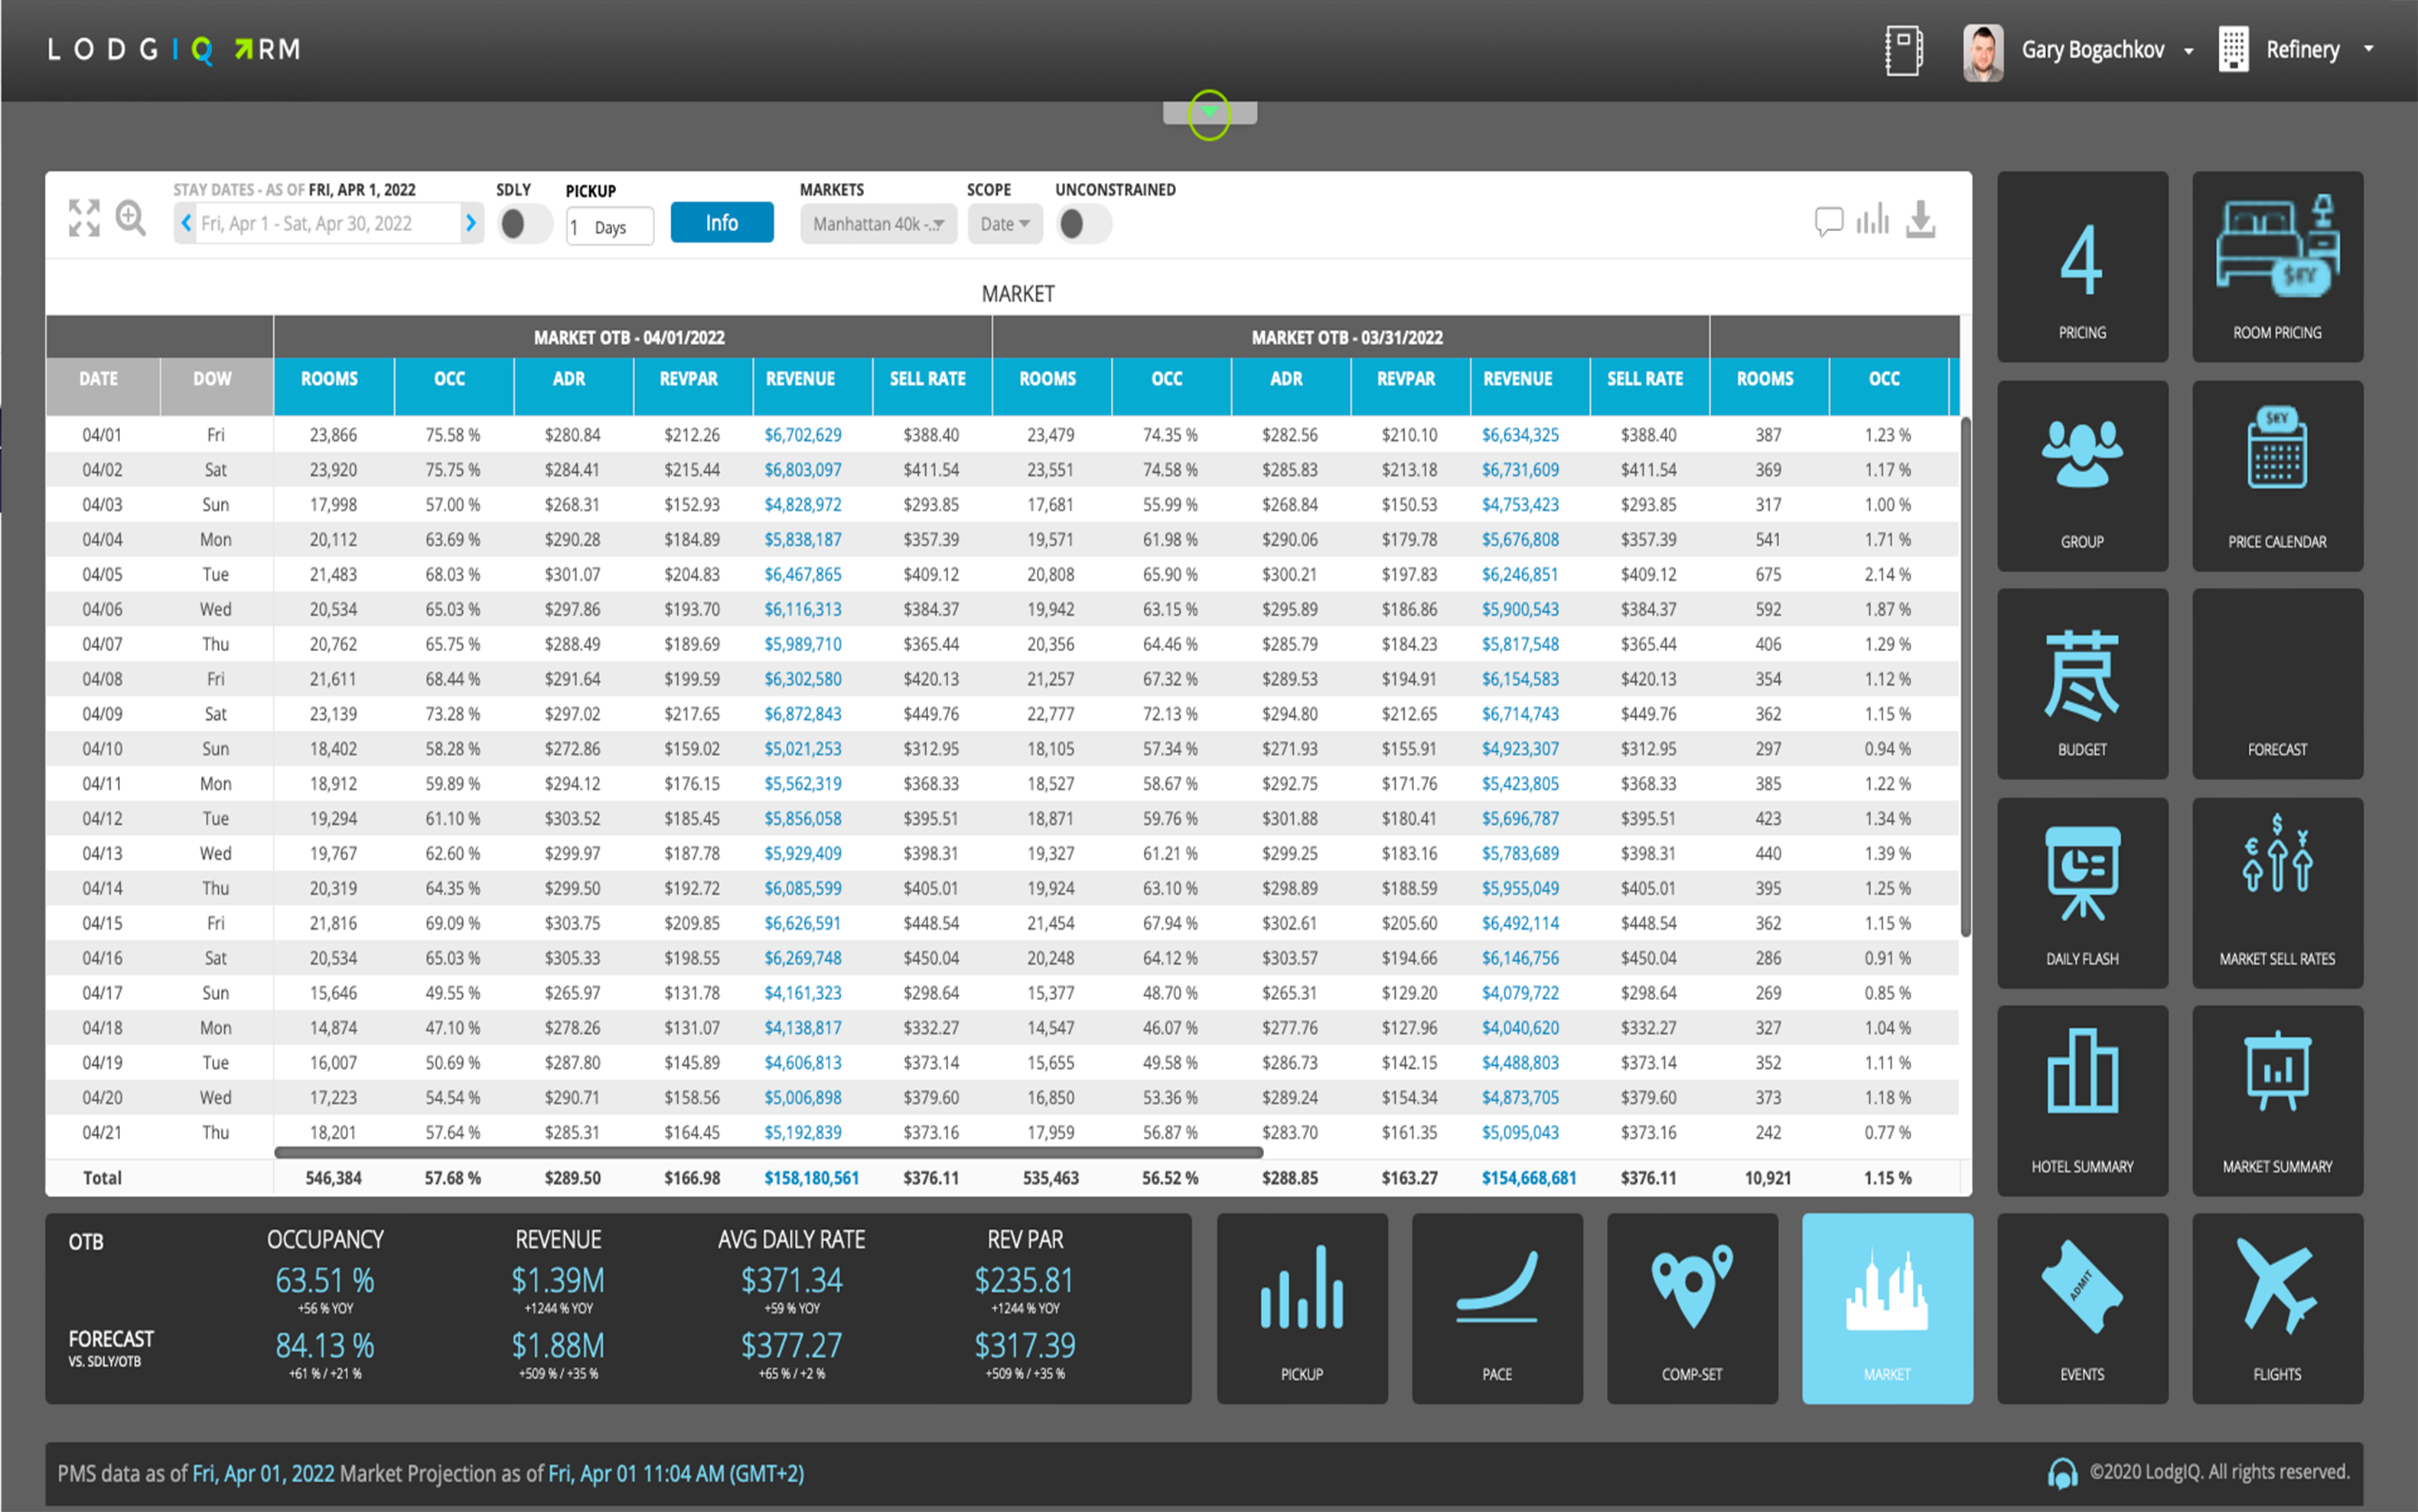 LODGIQ RM
Gary Bogachkov
Refinery
STAY DATES - AS OF FRI, APR 1, 2022
SDLY
PICKUP
MARKETS
SCOPE
UNCONSTRAINED
Fri, Apr 1 - Sat, Apr 30, 2022
1 Days
Info
Manhattan 40k -...
Date
MARKET
MARKET OTB - 04/01/2022 MARKET OTB - 03/31/2022
DATE DOW ROOMS OCC ADR REVPAR REVENUE SELL RATE ROOMS OCC ADR REVPAR REVENUE SELL RATE ROOMS OCC
04/01 Fri 23,866 75.58 % $280.84 $212.26 $6,702,629 $388.40 23,479 74.35 % $282.56 $210.10 $6,634,325 $388.40 387 1.23 %
04/02 Sat 23,920 75.75 % $284.41 $215.44 $6,803,097 $411.54 23,551 74.58 % $285.83 $213.18 $6,731,609 $411.54 369 1.17 %
04/03 Sun 17,998 57.00 % $268.31 $152.93 $4,828,972 $293.85 17,681 55.99 % $268.84 $150.53 $4,753,423 $293.85 317 1.00 %
04/04 Mon 20,112 63.69 % $290.28 $184.89 $5,838,187 $357.39 19,571 61.98 % $290.06 $179.78 $5,676,808 $357.39 541 1.71 %
04/05 Tue 21,483 68.03 % $301.07 $204.83 $6,467,865 $409.12 20,808 65.90 % $300.21 $197.83 $6,246,851 $409.12 675 2.14 %
04/06 Wed 20,534 65.03 % $297.86 $193.70 $6,116,313 $384.37 19,942 63.15 % $295.89 $186.86 $5,900,543 $384.37 592 1.87 %
04/07 Thu 20,762 65.75 % $288.49 $189.69 $5,989,710 $365.44 20,356 64.46 % $285.79 $184.23 $5,817,548 $365.44 406 1.29 %
04/08 Fri 21,611 68.44 % $291.64 $199.59 $6,302,580 $420.13 21,257 67.32 % $289.53 $194.91 $6,154,583 $420.13 354 1.12 %
04/09 Sat 23,139 73.28 % $297.02 $217.65 $6,872,843 $449.76 22,777 72.13 % $294.80 $212.65 $6,714,743 $449.76 362 1.15 %
04/10 Sun 18,402 58.28 % $272.86 $159.02 $5,021,253 $312.95 18,105 57.34 % $271.93 $155.91 $4,923,307 $312.95 297 0.94 %
04/11 Mon 18,912 59.89 % $294.12 $176.15 $5,562,319 $368.33 18,527 58.67 % $292.75 $171.76 $5,423,805 $368.33 385 1.22 %
04/12 Tue 19,294 61.10 % $303.52 $185.45 $5,856,058 $395.51 18,871 59.76 % $301.88 $180.41 $5,696,787 $395.51 423 1.34 %
04/13 Wed 19,767 62.60 % $299.97 $187.78 $5,929,409 $398.31 19,327 61.21 % $299.25 $183.16 $5,783,689 $398.31 440 1.39 %
04/14 Thu 20,319 64.35 % $299.50 $192.72 $6,085,599 $405.01 19,924 63.10 % $298.89 $188.59 $5,955,049 $405.01 395 1.25 %
04/15 Fri 21,816 69.09 % $303.75 $209.85 $6,626,591 $448.54 21,454 67.94 % $302.61 $205.60 $6,492,114 $448.54 362 1.15 %
04/16 Sat 20,534 65.03 % $305.33 $198.55 $6,269,748 $450.04 20,248 64.12 % $303.57 $194.66 $6,146,756 $450.04 286 0.91 %
04/17 Sun 15,646 49.55 % $265.97 $131.78 $4,161,323 $298.64 15,377 48.70 % $265.31 $129.20 $4,079,722 $298.64 269 0.85 %
04/18 Mon 14,874 47.10 % $278.26 $131.07 $4,138,817 $332.27 14,547 46.07 % $277.76 $127.96 $4,040,620 $332.27 327 1.04 %
04/19 Tue 16,007 50.69 % $287.80 $145.89 $4,606,813 $373.14 15,655 49.58 % $286.73 $142.15 $4,488,803 $373.14 352 1.11 %
04/20 Wed 17,223 54.54 % $290.71 $158.56 $5,006,898 $379.60 16,850 53.36 % $289.24 $154.34 $4,873,705 $379.60 373 1.18 %
04/21 Thu 18,201 57.64 % $285.31 $164.45 $5,192,839 $373.16 17,959 56.87 % $283.70 $161.35 $5,095,043 $373.16 242 0.77 %
Total 546,384 57.68 % $289.50 $166.98 $158,180,561 $376.11 535,463 56.52 % $288.85 $163.27 $154,668,681 $376.11 10,921 1.15 %
4
PRICING
$€Y
ROOM PRICING
GROUP
$€Y
PRICE CALENDAR
BUDGET
FORECAST
DAILY FLASH
€ $ ¥
MARKET SELL RATES
HOTEL SUMMARY
MARKET SUMMARY
OTB OCCUPANCY REVENUE AVG DAILY RATE REV PAR
63.51 % $1.39M $371.34 $235.81
+56 % YOY +1244 % YOY +59 % YOY +1244 % YOY
FORECAST 84.13 % $1.88M $377.27 $317.39
VS. SDLY/OTB +61 % / +21 % +509 % / +35 % +65 % / +2 % +509 % / +35 %
PICKUP
PACE
COMP-SET
MARKET
ADMIT
EVENTS
FLIGHTS
PMS data as of Fri, Apr 01, 2022 Market Projection as of Fri, Apr 01 11:04 AM (GMT+2)
©2020 LodgIQ. All rights reserved.